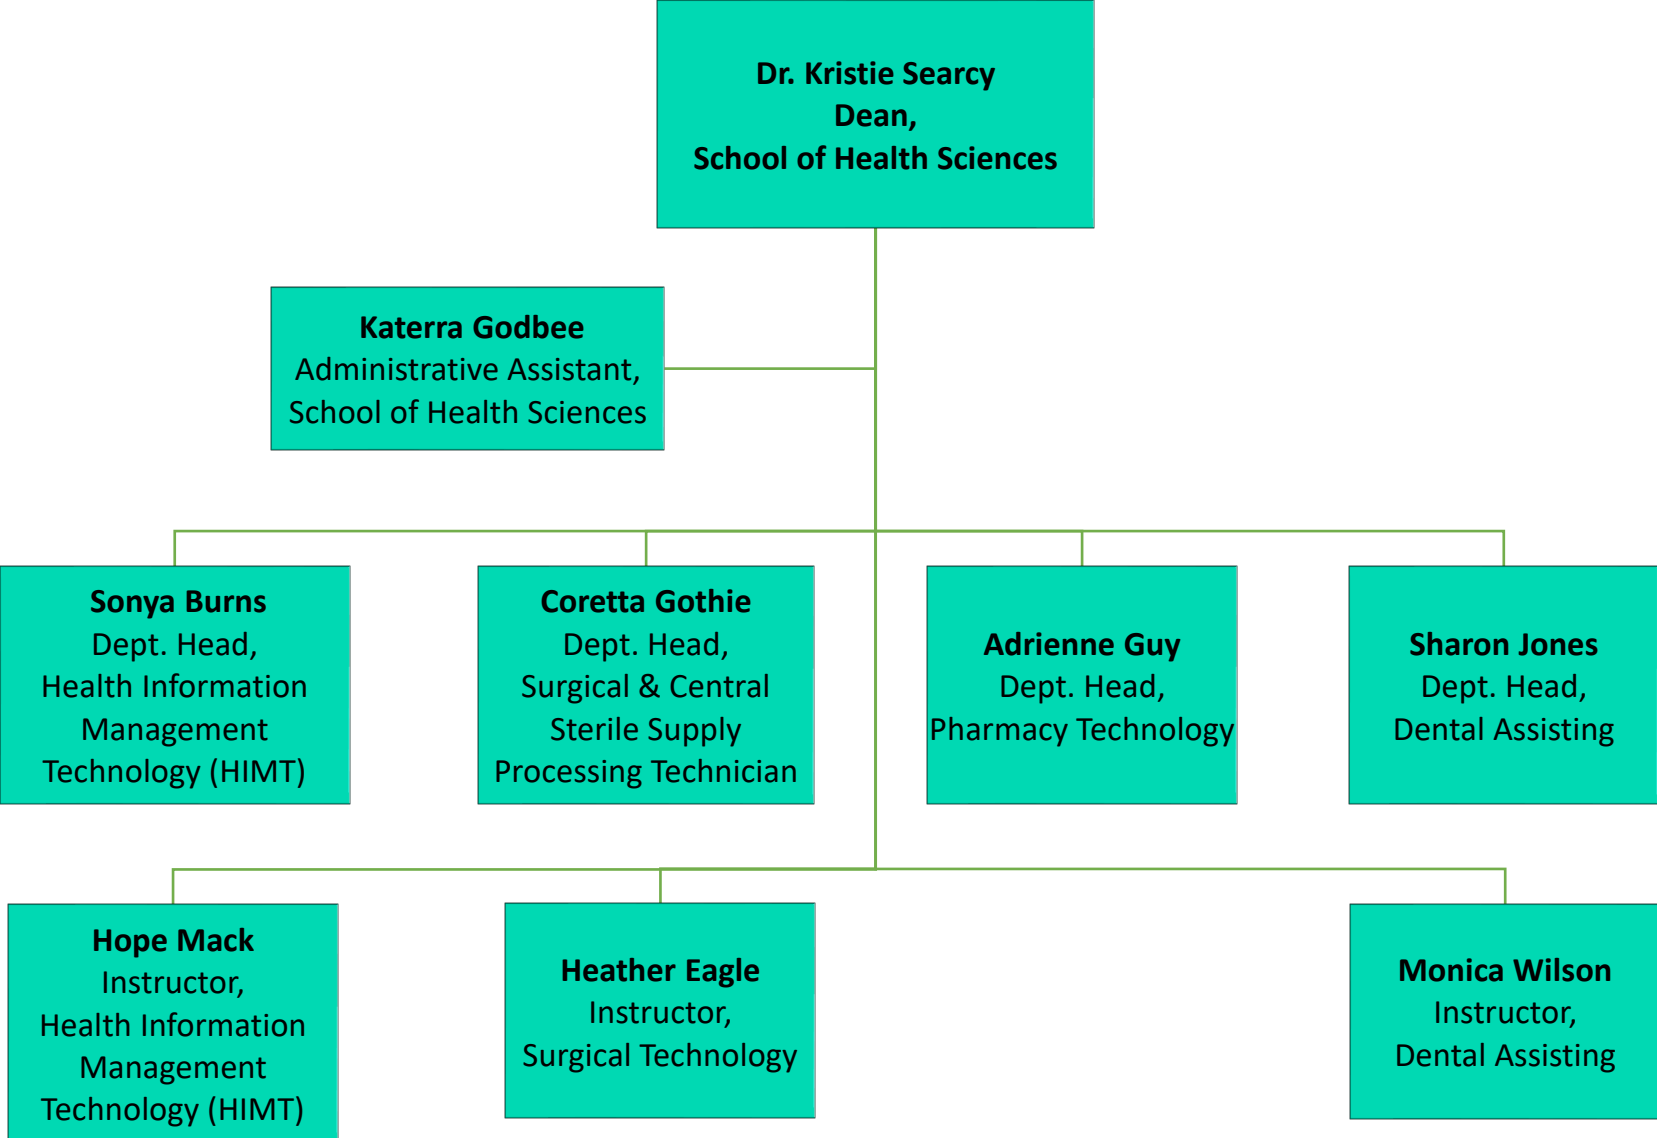 Dr. Kristie Searcy
Dean,
School of Health Sciences
Katerra Godbee
Administrative Assistant,
School of Health Sciences
Sonya Burns
Dept. Head,
Health Information
Management
Technology (HIMT)
Coretta Gothie
Dept. Head,
Surgical & Central
Sterile Supply
Processing Technician
Adrienne Guy
Dept. Head,
Pharmacy Technology
Sharon Jones
Dept. Head,
Dental Assisting
Hope Mack
Instructor,
Health Information
Management
Technology (HIMT)
Heather Eagle
Instructor,
Surgical Technology
Monica Wilson
Instructor,
Dental Assisting